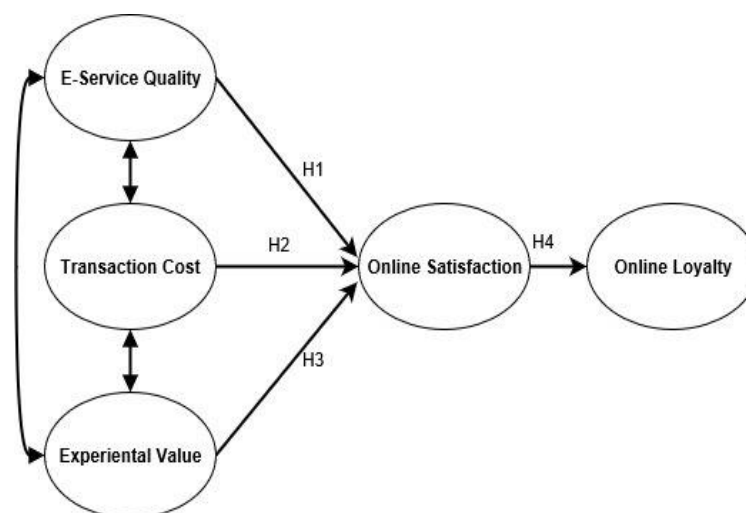 E-Service Quality
H1
Transaction Cost
H2
Online Satisfaction
H4
Online Loyalty
H3
Experiental Value